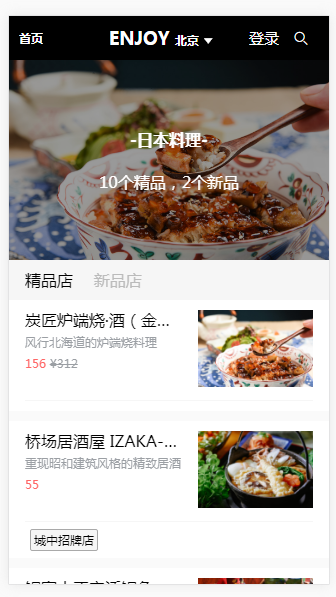 首页 ENJOY 北京 登录
-日本料理-
10个精品，2个新品
精品店 新品店
炭匠炉端烧·酒（金...
风行北海道的炉端烧料理
156 ¥312
桥场居酒屋 IZAKA-...
重现昭和建筑风格的精致居酒
55
城中招牌店